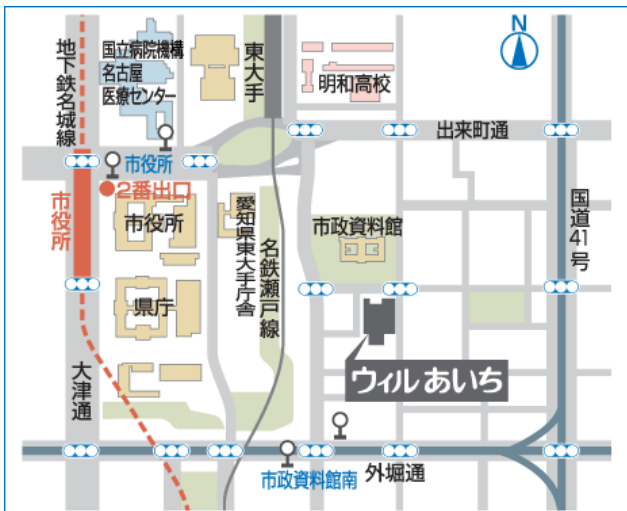 N
地下鉄名城線
国立病院機構
名古屋
医療センター
東大手
明和高校
出来町通
市役所
2番出口
市役所
市役所
愛知県東大手庁舎
名鉄瀬戸線
市政資料館
国道41号
県庁
大津通
ウィルあいち
市政資料館南
外堀通